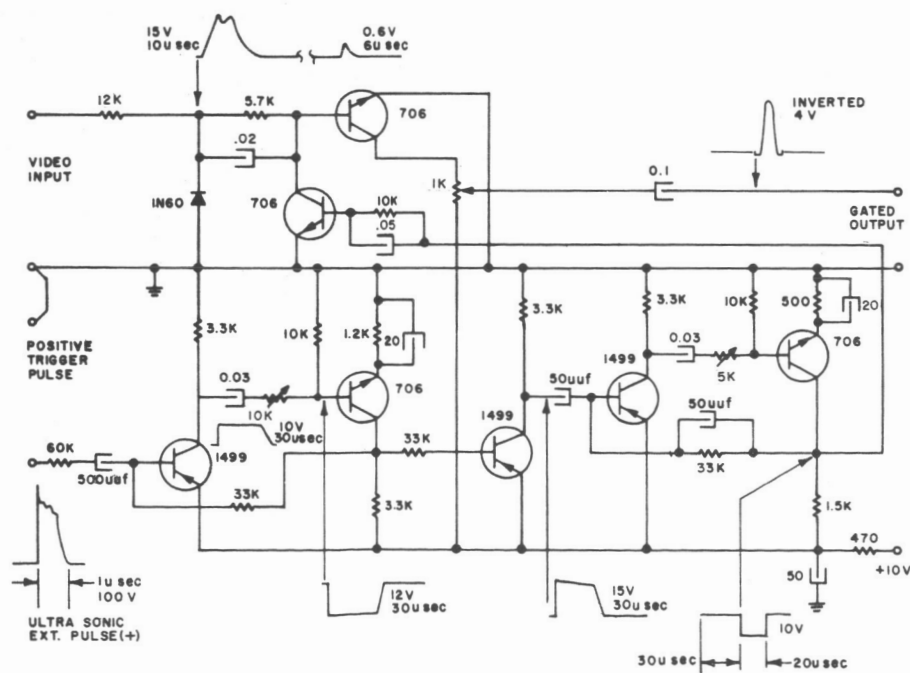 15V
10u sec
0.6V
6u sec
12K
5.7K
706
INVERTED
4 V
.02
VIDEO
INPUT
1K
0.1
1N60
706
10K
.05
GATED
OUTPUT
3.3K
10K
1.2K
20
3.3K
3.3K
10K
500
20
POSITIVE
TRIGGER
PULSE
0.03
10K
706
1499
0.03
5K
706
50uuf
50uuf
10V
30usec
60K
1499
33K
1499
33K
500uuf
33K
3.3K
1.5K
470
+10V
1u sec
100V
12V
30u sec
15V
30u sec
50
10V
ULTRA SONIC
EXT. PULSE(+)
30u sec
20u sec